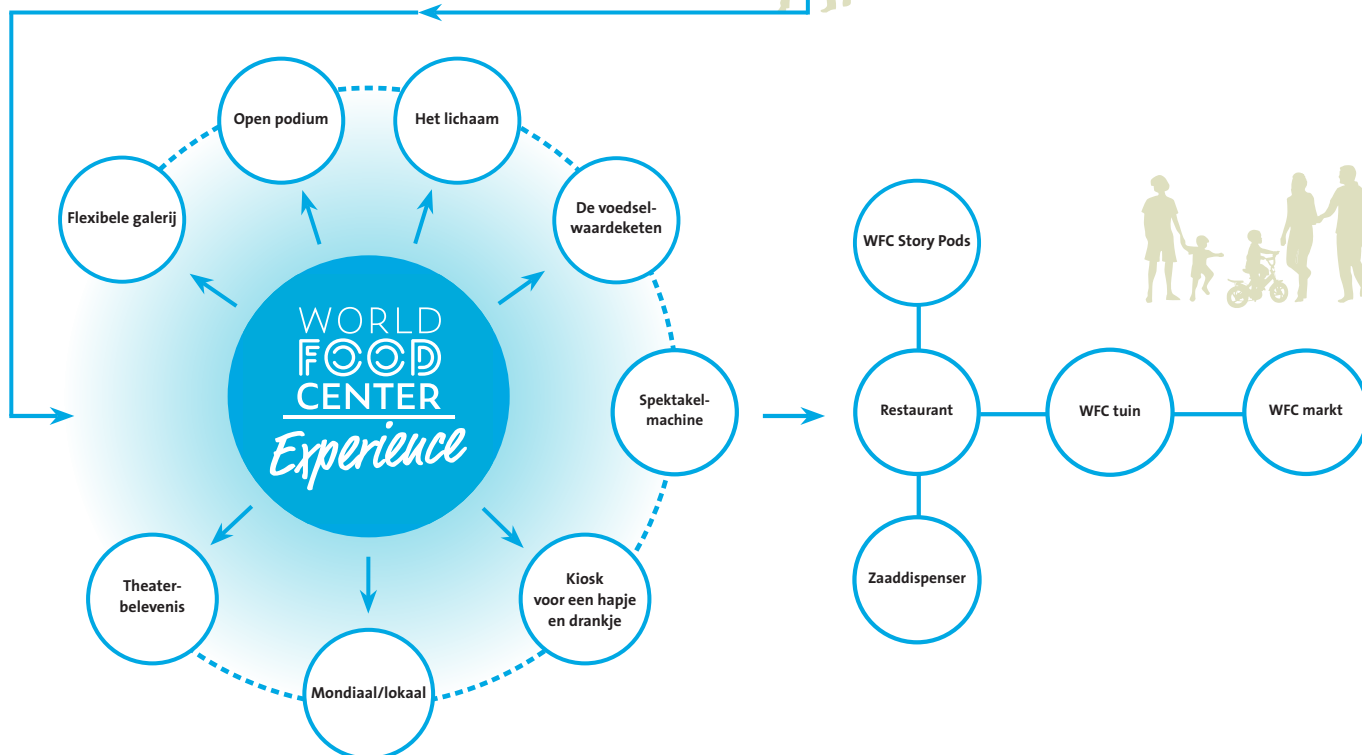 Open podium
Het lichaam
Flexibele galerij
De voedsel-
waardeketen
WFC Story Pods
WORLD
FOOD
CENTER
Experience
Spektakel-
machine
Restaurant
WFC tuin
WFC markt
Theater-
belevenis
Kiosk
voor een hapje
en drankje
Zaaddispenser
Mondiaal/lokaal